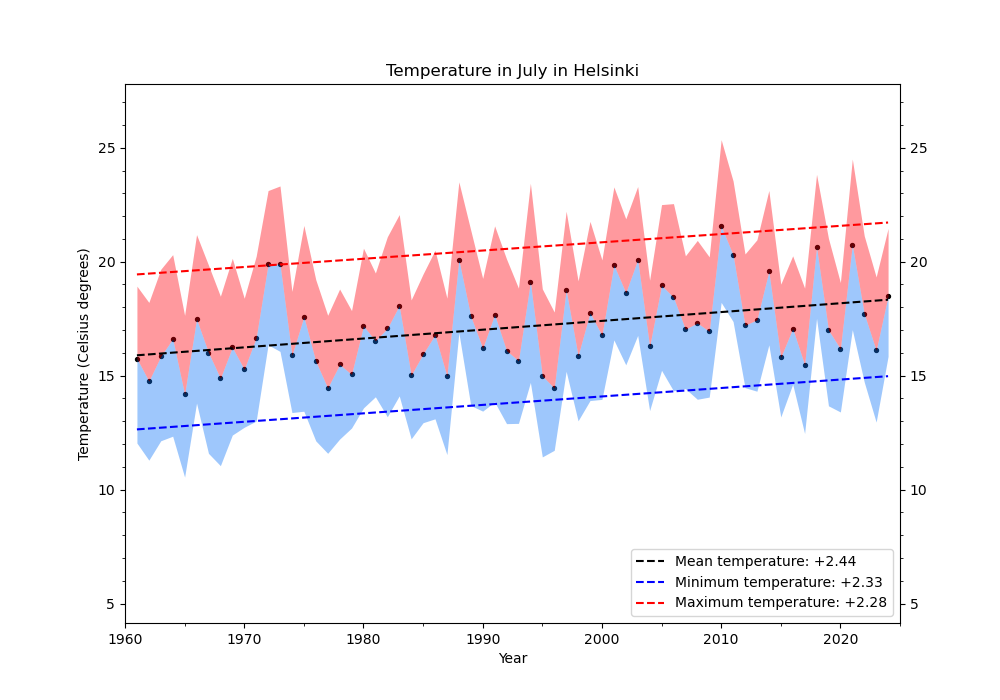 Temperature in July in Helsinki
Temperature (Celsius degrees)
25
20
15
10
5
25
20
15
10
5
Mean temperature: +2.44
Minimum temperature: +2.33
Maximum temperature: +2.28
1960 1970 1980 1990 2000 2010 2020
Year